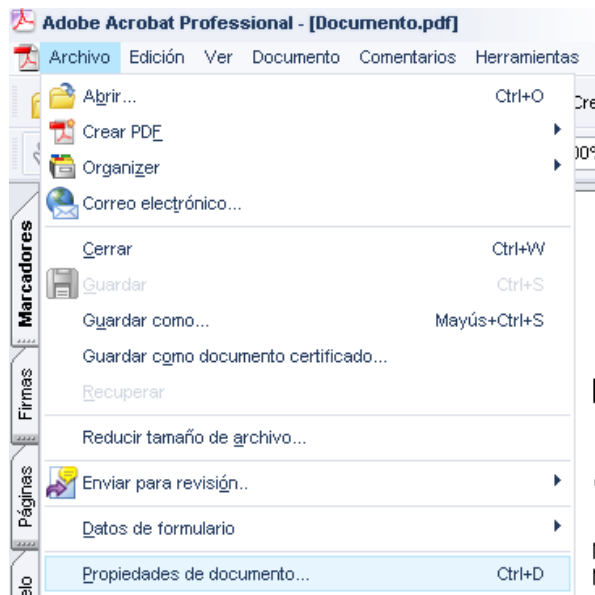 Adobe Acrobat Professional - [Documento.pdf]
Archivo Edición Ver Documento Comentarios Herramientas
Abrir... Ctrl+O
Crear PDF
Organizer
Correo electrónico...
Cerrar Ctrl+W
Guardar Ctrl+S
Guardar como... Mayús+Ctrl+S
Guardar como documento certificado...
Recuperar
Reducir tamaño de archivo...
Enviar para revisión..
Datos de formulario
Propiedades de documento... Ctrl+D
Marcadores
Firmas
Páginas